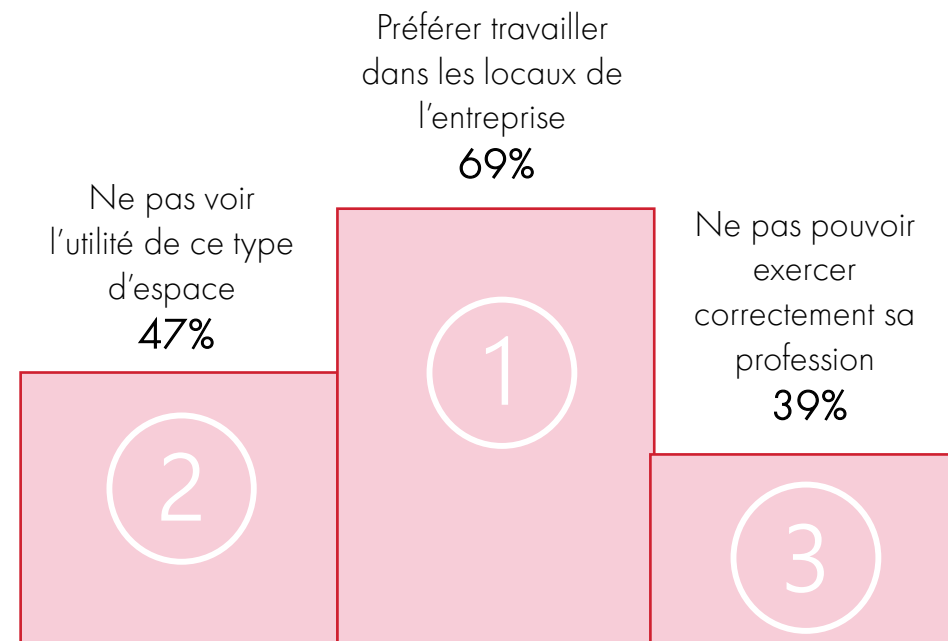 Préférer travailler
dans les locaux de
l'entreprise
69%
Ne pas voir
l'utilité de ce type
d'espace
47%
Ne pas pouvoir
exercer
correctement sa
profession
39%
1
2
3